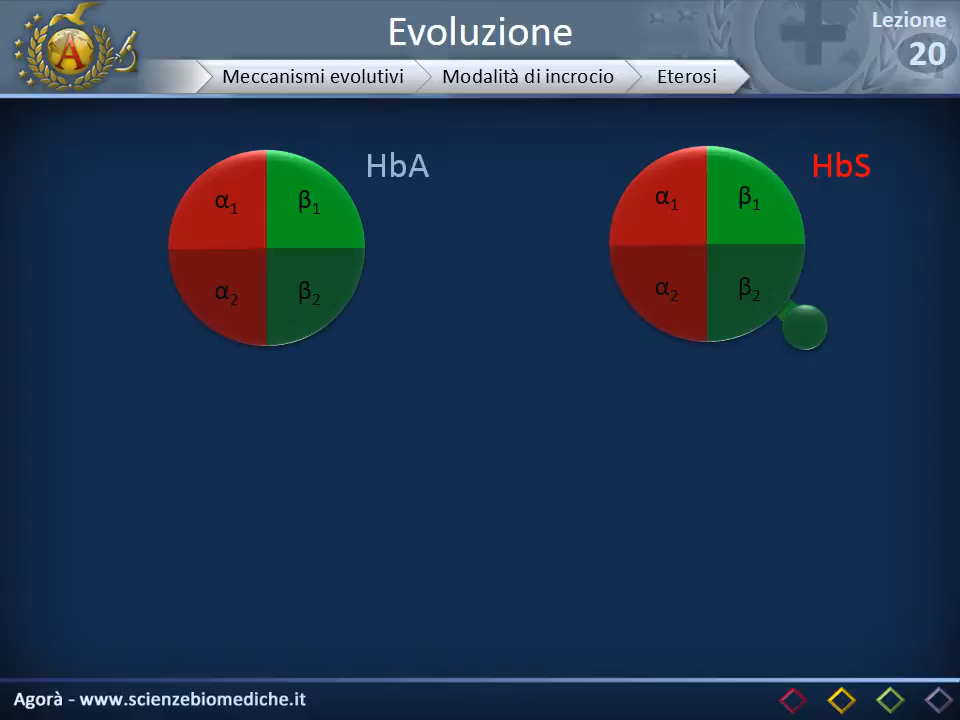 Evoluzione
Lezione
20
A
Meccanismi evolutivi
Modalità di incrocio
Eterosi
HbA
HbS
α1
β1
α2
β2
α1
β1
α2
β2
Agorà - www.scienzebiomediche.it